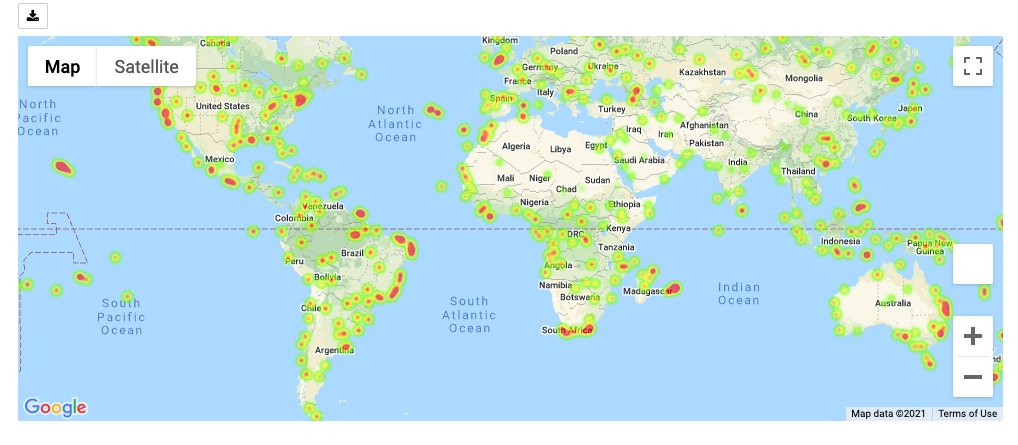 Map
Satellite
Canada
Kingdom
Poland
Germany
Ukraine
Kazakhstan
Mongolia
France
Italy
Spain
Turkey
North
Pacific
Ocean
United States
North
Atlantic
Ocean
Japan
China
South Korea
Afghanistan
Iraq
Iran
Pakistan
Algeria
Libya
Egypt
Saudi Arabia
India
Mexico
Thailand
Mali
Niger
Chad
Sudan
Nigeria
Ethiopia
Venezuela
Colombia
Kenya
DRC
Indonesia
Papua New
Guinea
Tanzania
Brazil
Peru
Angola
Bolivia
Namibia
Botswana
Madagascar
Indian
Ocean
South
Pacific
Ocean
Chile
South
Atlantic
Ocean
Australia
South Africa
Argentina
nd
Google
Map data ©2021
Terms of Use